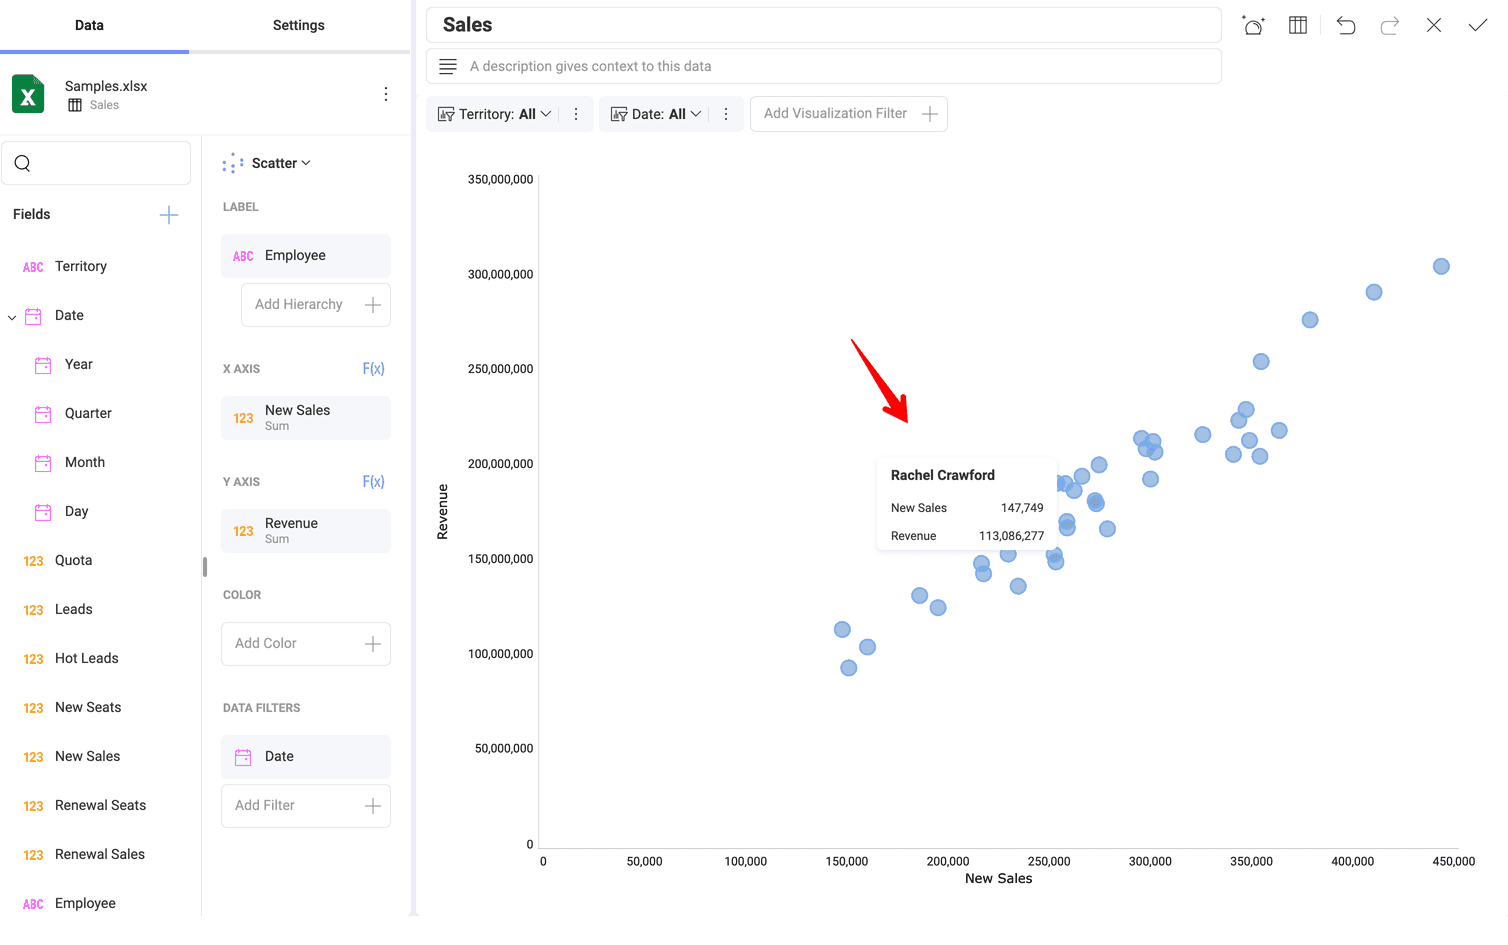 Data
Settings
Samples.xlsx
Sales
Fields
ABC Territory
Date
Year
Quarter
Month
Day
123 Quota
123 Leads
123 Hot Leads
123 New Seats
123 New Sales
123 Renewal Seats
123 Renewal Sales
ABC Employee
Scatter
LABEL
ABC Employee
Add Hierarchy
X AXIS F(x)
123 New Sales
Sum
Y AXIS F(x)
123 Revenue
Sum
COLOR
Add Color
DATA FILTERS
Date
Add Filter
Sales
A description gives context to this data
Territory: All
Date: All
Add Visualization Filter
350,000,000
300,000,000
250,000,000
200,000,000
150,000,000
100,000,000
50,000,000
0
Revenue
Rachel Crawford
New Sales 147,749
Revenue 113,086,277
0 50,000 100,000 150,000 200,000 250,000 300,000 350,000 400,000 450,000
New Sales